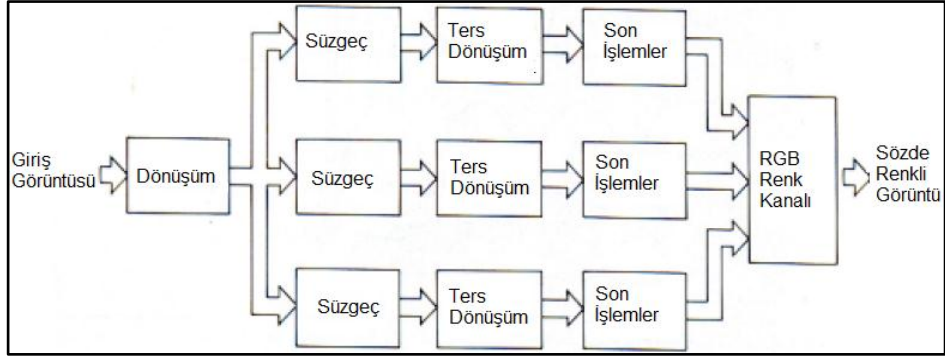 Giriş
Görüntüsü
Dönüşüm
Süzgeç
Ters
Dönüşüm
Son
İşlemler
Süzgeç
Ters
Dönüşüm
Son
İşlemler
Süzgeç
Ters
Dönüşüm
Son
İşlemler
RGB
Renk
Kanalı
Sözde
Renkli
Görüntü